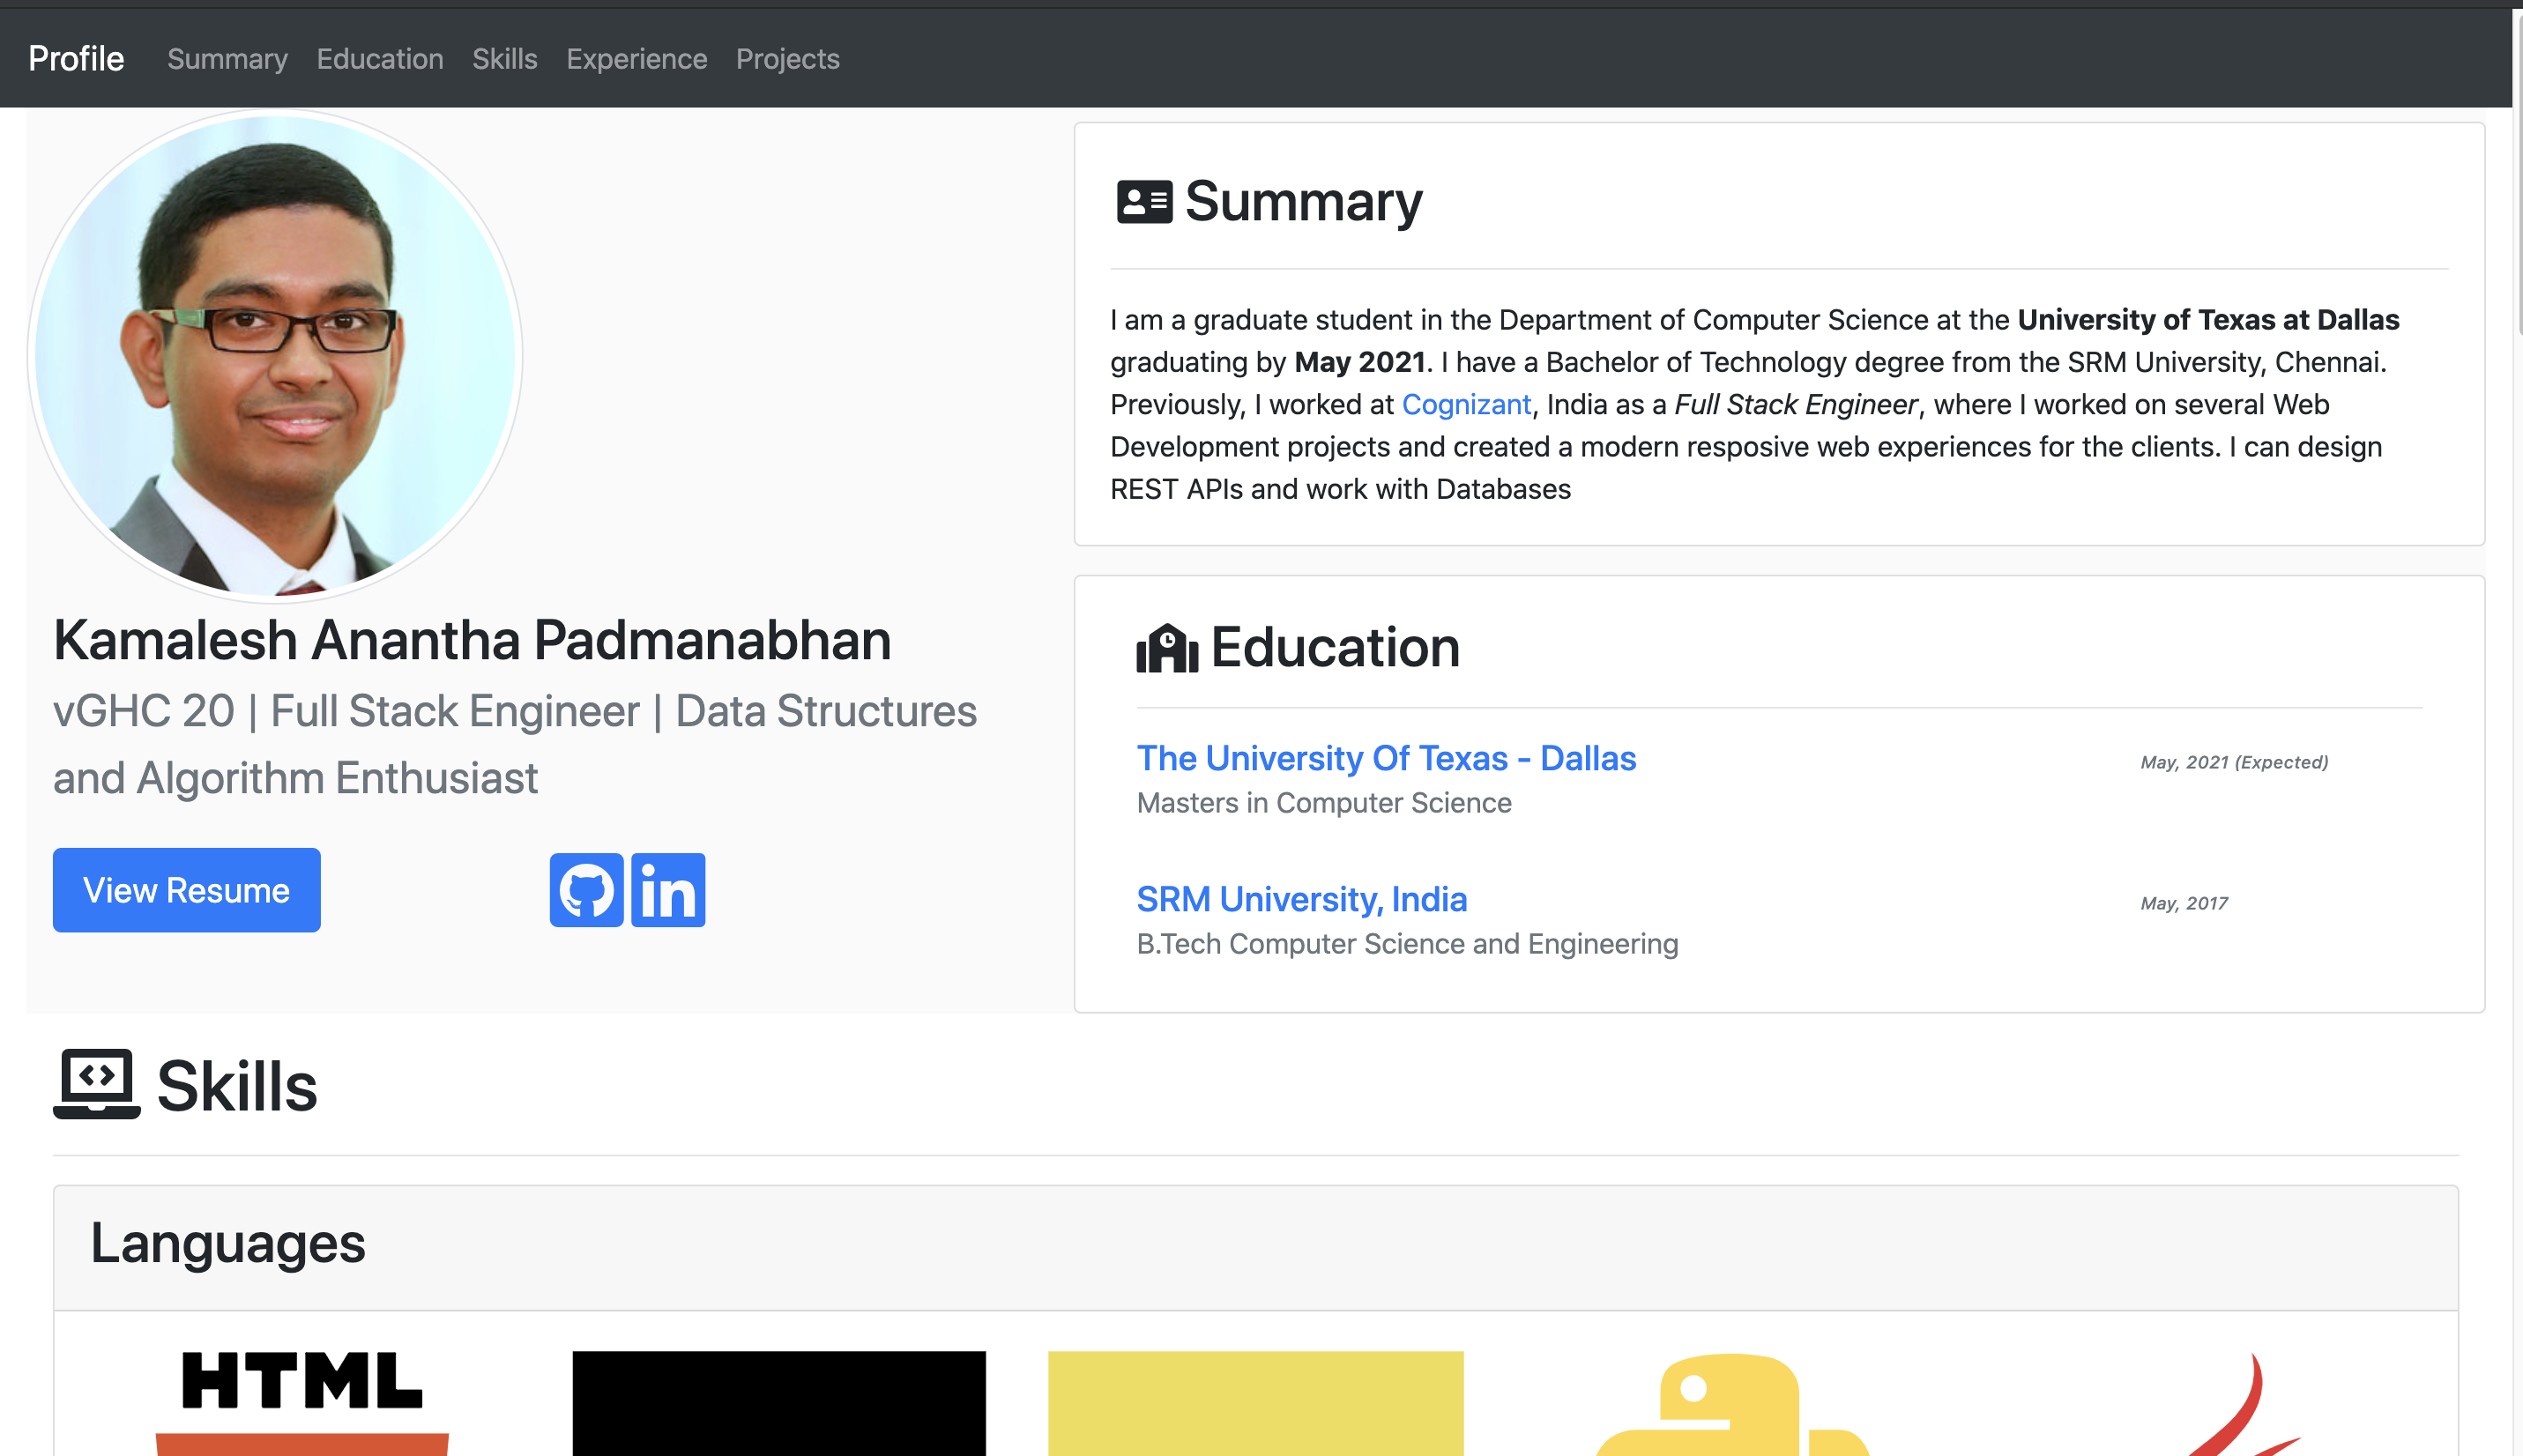 Profile Summary Education Skills Experience Projects
Kamalesh Anantha Padmanabhan
vGHC 20 | Full Stack Engineer | Data Structures
and Algorithm Enthusiast
View Resume
in
Summary
I am a graduate student in the Department of Computer Science at the University of Texas at Dallas
graduating by May 2021. I have a Bachelor of Technology degree from the SRM University, Chennai.
Previously, I worked at Cognizant, India as a Full Stack Engineer, where I worked on several Web
Development projects and created a modern resposive web experiences for the clients. I can design
REST APIs and work with Databases
Education
The University Of Texas - Dallas May, 2021 (Expected)
Masters in Computer Science
SRM University, India May, 2017
B.Tech Computer Science and Engineering
Skills
Languages
HTML